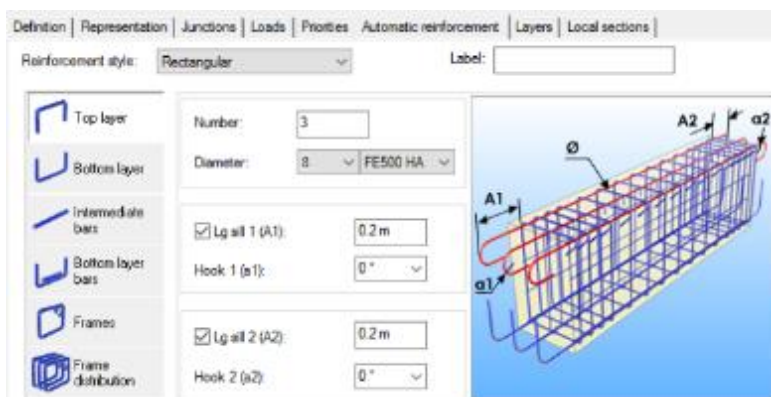 Definition | Representation | Junctions | Loads | Priorities Automatic reinforcement | Layers | Local sections |
Reinforcement style: Rectangular Label:
Top layer
Bottom layer
Intermediate bars
Bottom layer bars
Frames
Frame distribution
Number: 3
Diameter: 8 FE500 HA
Lg sill 1 (A1): 0.2 m
Hook 1 (a1): 0 °
Lg sill 2 (A2): 0.2 m
Hook 2 (a2): 0 °
A2
a2
Ø
A1
α1